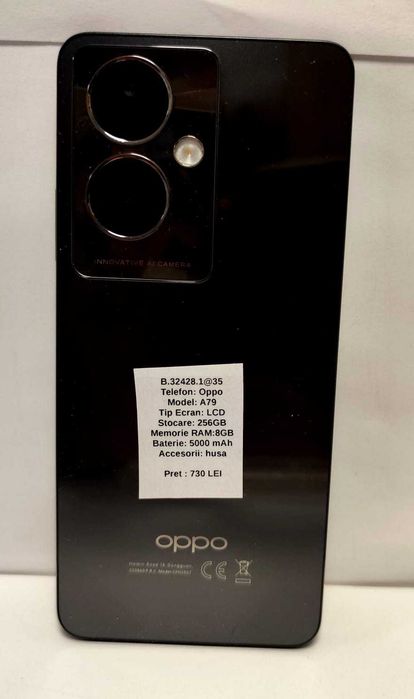 INNOVATIVE AI CAMERA
B.32428.1@35
Telefon: Oppo
Model: A79
Tip Ecran: LCD
Stocare: 256GB
Memorie RAM:8GB
Baterie: 5000 mAh
Accesorii: husa
Pret : 730 LEI
oppo
CE